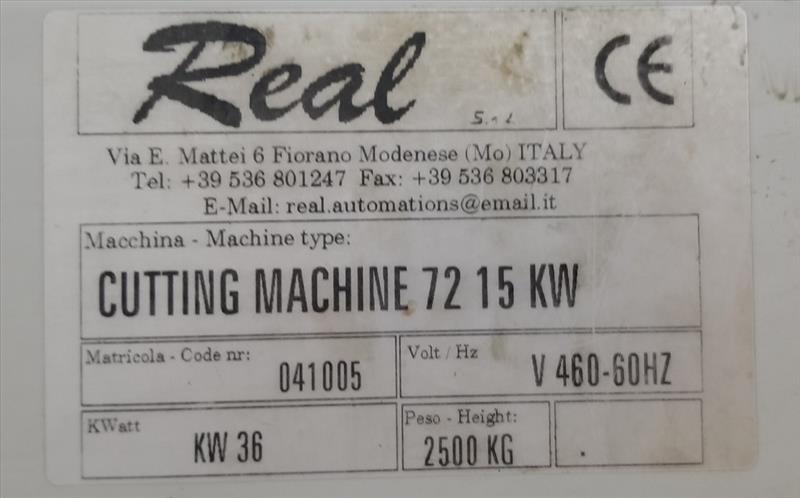 Real
S.r.l.
CE
Via E. Mattei 6 Fiorano Modenese (Mo) ITALY
Tel: +39 536 801247 Fax: +39 536 803317
E-Mail: real.automations@email.it
Macchina - Machine type:
CUTTING MACHINE 72 15 KW
Matricola - Code nr:
041005
Volt / Hz
V 460-60HZ
KWatt
KW 36
Peso - Height:
2500 KG
.